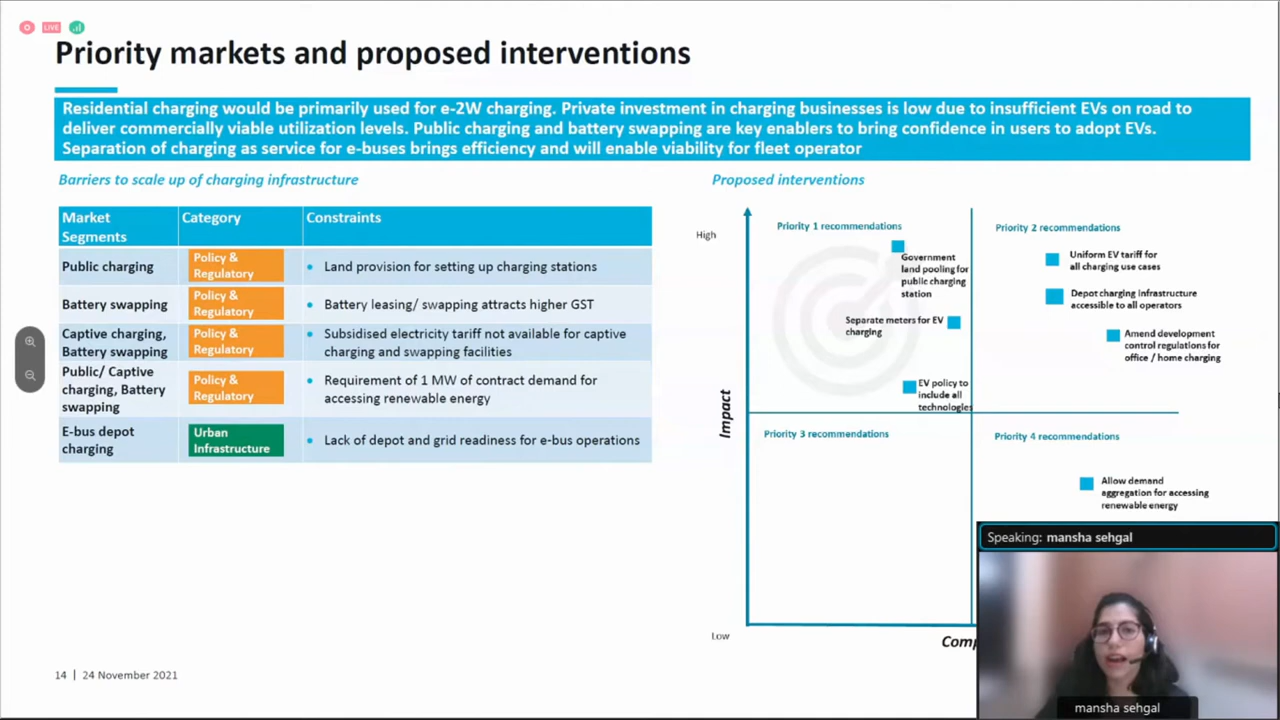 LIVE
Priority markets and proposed interventions
Residential charging would be primarily used for e-2W charging. Private investment in charging businesses is low due to insufficient EVs on road to
deliver commercially viable utilization levels. Public charging and battery swapping are key enablers to bring confidence in users to adopt EVs.
Separation of charging as service for e-buses brings efficiency and will enable viability for fleet operator
Barriers to scale up of charging infrastructure
Market
Segments
Category
Constraints
Public charging
Policy &
Regulatory
• Land provision for setting up charging stations
Battery swapping
Policy &
Regulatory
• Battery leasing/ swapping attracts higher GST
Captive charging,
Battery swapping
Policy &
Regulatory
• Subsidised electricity tariff not available for captive
charging and swapping facilities
Public/ Captive
charging, Battery
swapping
Policy &
Regulatory
• Requirement of 1 MW of contract demand for
accessing renewable energy
E-bus depot
charging
Urban
Infrastructure
• Lack of depot and grid readiness for e-bus operations
Proposed interventions
High
Impact
Low
Priority 1 recommendations
Government
land pooling for
public charging
station
Separate meters for EV
charging
EV policy to
include all
technologies
Priority 2 recommendations
Uniform EV tariff for
all charging use cases
Depot charging infrastructure
accessible to all operators
Amend development
control regulations for
office / home charging
Priority 3 recommendations
Priority 4 recommendations
Allow demand
aggregation for accessing
renewable energy
Speaking: mansha sehgal
mansha sehgal
14 | 24 November 2021